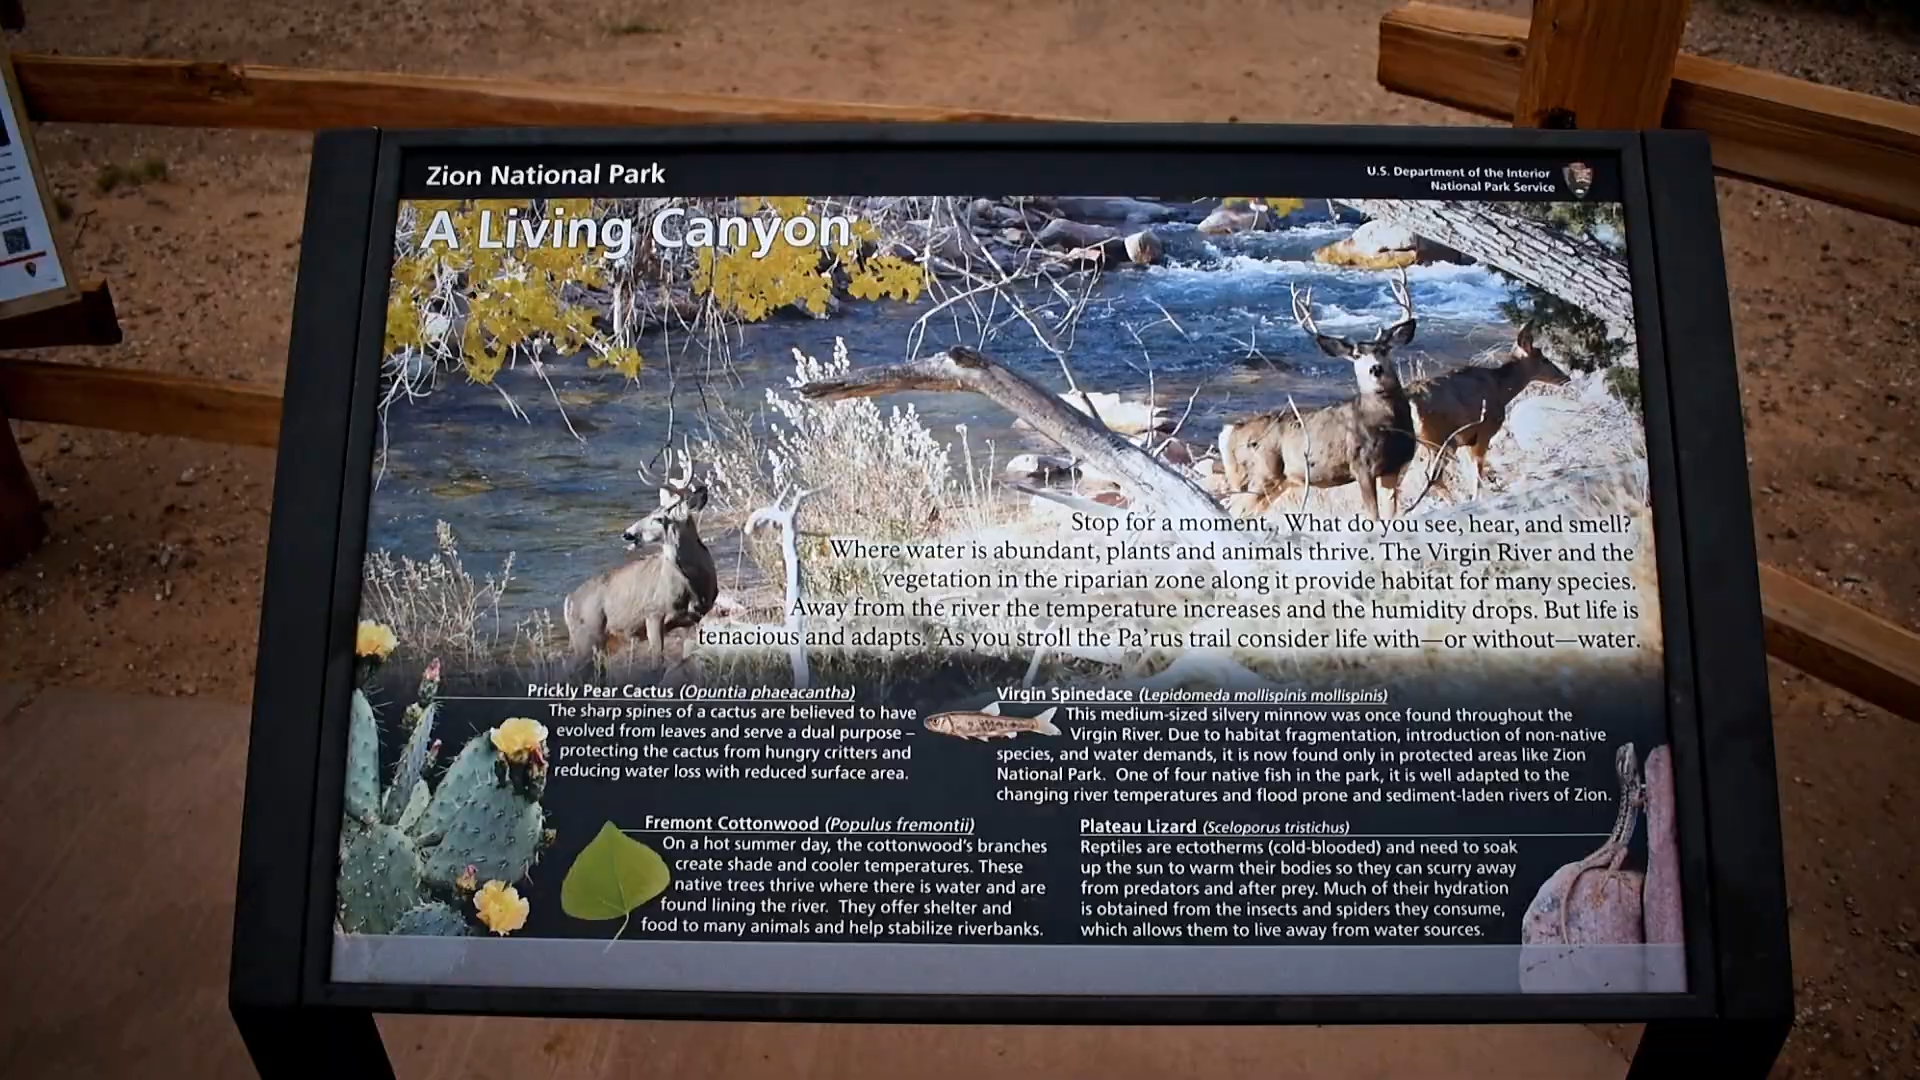 Zion National Park
U.S. Department of the Interior
National Park Service
A Living Canyon
Stop for a moment. What do you see, hear, and smell?
Where water is abundant, plants and animals thrive. The Virgin River and the
vegetation in the riparian zone along it provide habitat for many species.
Away from the river the temperature increases and the humidity drops. But life is
tenacious and adapts. As you stroll the Pa'rus trail consider life with—or without—water.
Prickly Pear Cactus (Opuntia phaeacantha)
The sharp spines of a cactus are believed to have
evolved from leaves and serve a dual purpose –
protecting the cactus from hungry critters and
reducing water loss with reduced surface area.
Virgin Spinedace (Lepidomeda mollispinis mollispinis)
This medium-sized silvery minnow was once found throughout the
Virgin River. Due to habitat fragmentation, introduction of non-native
species, and water demands, it is now found only in protected areas like Zion
National Park. One of four native fish in the park, it is well adapted to the
changing river temperatures and flood prone and sediment-laden rivers of Zion.
Fremont Cottonwood (Populus fremontii)
On a hot summer day, the cottonwood's branches
create shade and cooler temperatures. These
native trees thrive where there is water and are
found lining the river. They offer shelter and
food to many animals and help stabilize riverbanks.
Plateau Lizard (Sceloporus tristichus)
Reptiles are ectotherms (cold-blooded) and need to soak
up the sun to warm their bodies so they can scurry away
from predators and after prey. Much of their hydration
is obtained from the insects and spiders they consume,
which allows them to live away from water sources.